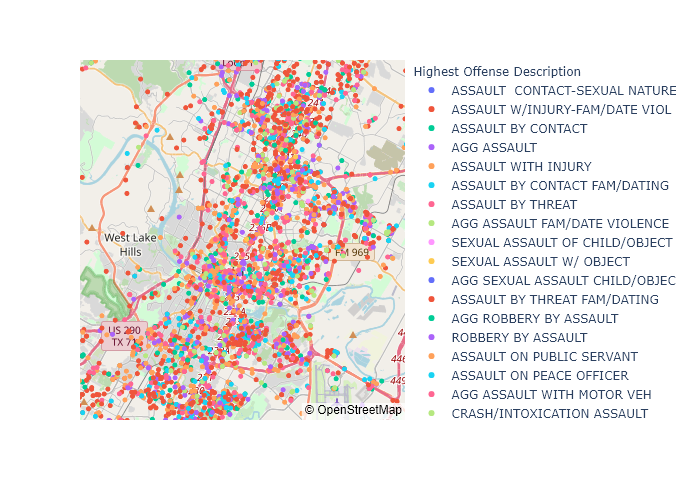 Highest Offense Description
ASSAULT  CONTACT-SEXUAL NATURE
ASSAULT W/INJURY-FAM/DATE VIOL
ASSAULT BY CONTACT
AGG ASSAULT
ASSAULT WITH INJURY
ASSAULT BY CONTACT FAM/DATING
ASSAULT BY THREAT
AGG ASSAULT FAM/DATE VIOLENCE
SEXUAL ASSAULT OF CHILD/OBJECT
SEXUAL ASSAULT W/ OBJECT
AGG SEXUAL ASSAULT CHILD/OBJEC
ASSAULT BY THREAT FAM/DATING
AGG ROBBERY BY ASSAULT
ROBBERY BY ASSAULT
ASSAULT ON PUBLIC SERVANT
ASSAULT ON PEACE OFFICER
AGG ASSAULT WITH MOTOR VEH
CRASH/INTOXICATION ASSAULT
West Lake
Hills
FM 969
US 290
TX 71
© OpenStreetMap